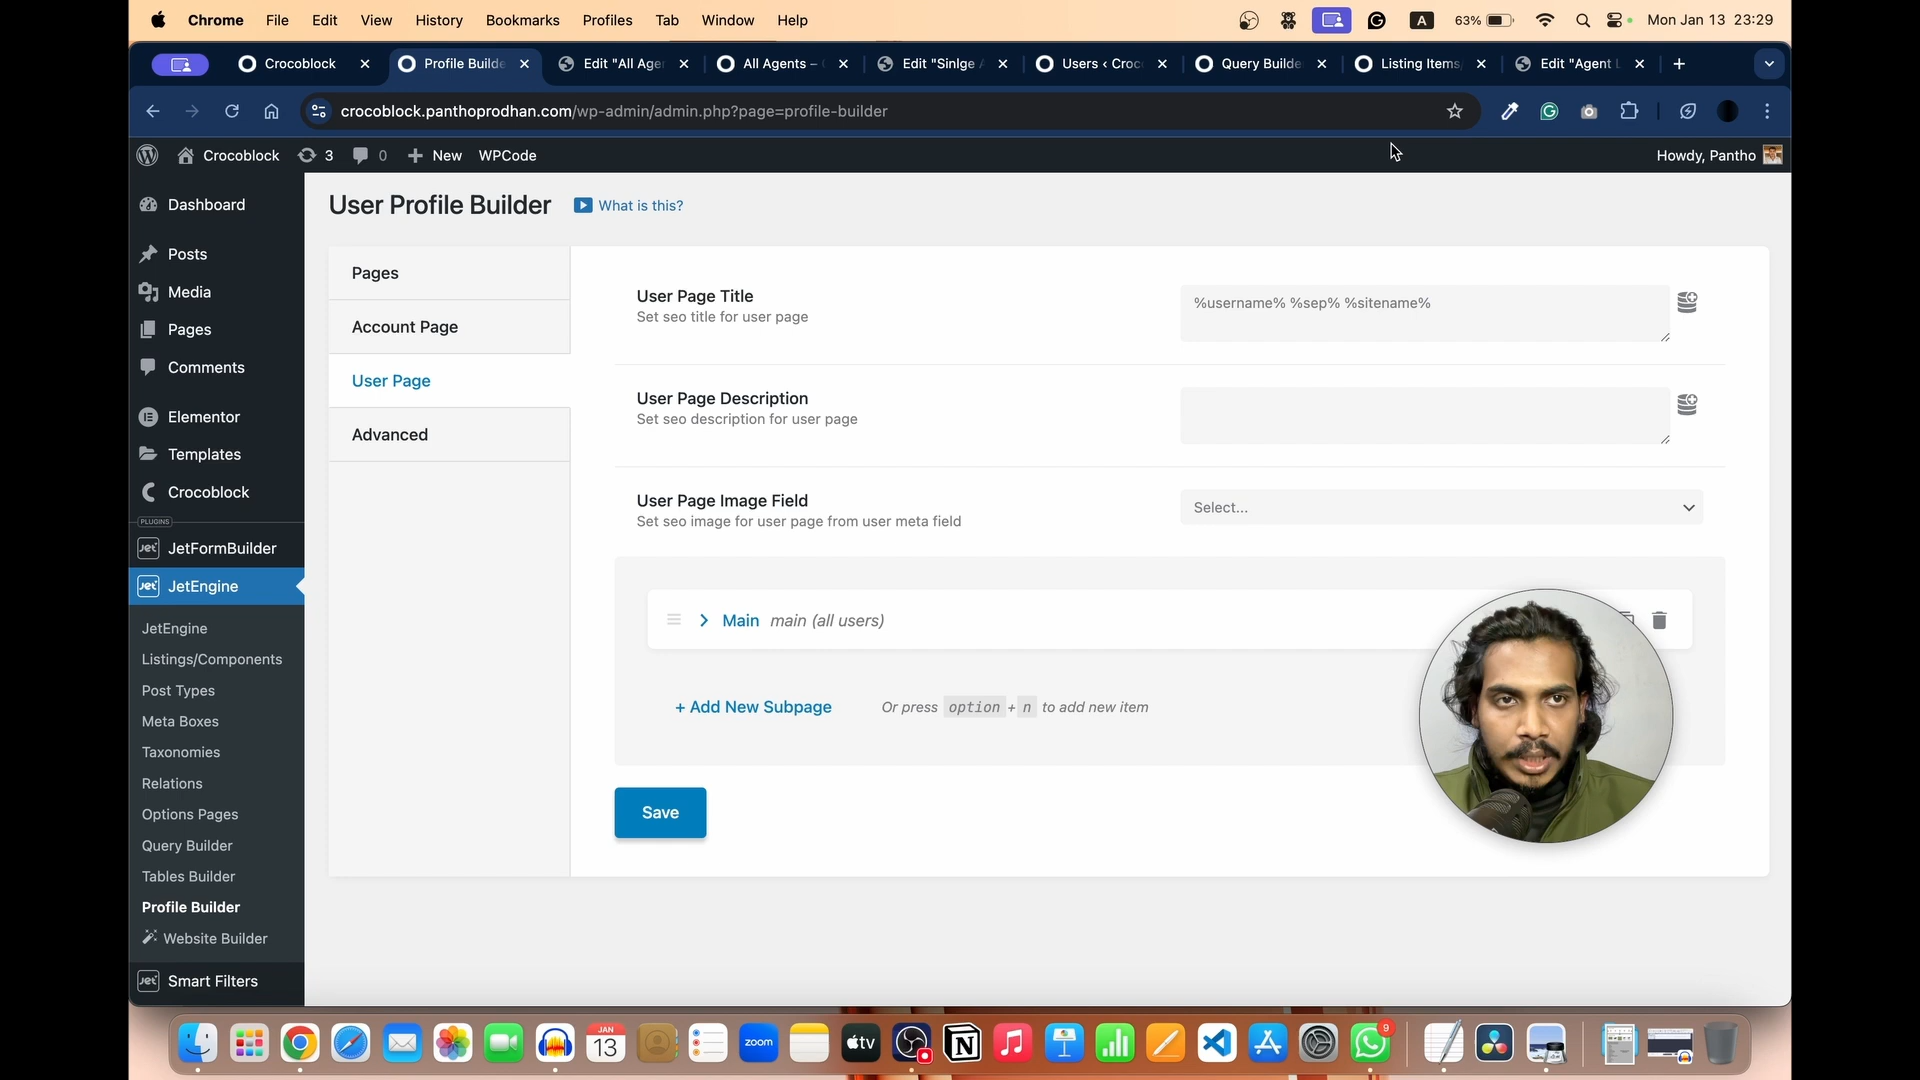 Chrome File Edit View History Bookmarks Profiles Tab Window Help A 63% Mon Jan 13 23:29
Crocoblock Profile Builde Edit "All Ager All Agents – Edit "Sinlge A Users ‹ Croc Query Builde Listing Items Edit "Agent L
crocoblock.panthoprodhan.com/wp-admin/admin.php?page=profile-builder
Crocoblock 3 0 New WPCode Howdy, Pantho
Dashboard
Posts
Media
Pages
Comments
Elementor
Templates
Crocoblock
PLUGINS
Jet JetFormBuilder
Jet JetEngine
JetEngine
Listings/Components
Post Types
Meta Boxes
Taxonomies
Relations
Options Pages
Query Builder
Tables Builder
Profile Builder
Website Builder
Jet Smart Filters
User Profile Builder What is this?
Pages
Account Page
User Page
Advanced
User Page Title
Set seo title for user page
%username% %sep% %sitename%
User Page Description
Set seo description for user page
User Page Image Field
Set seo image for user page from user meta field
Select...
Main main (all users)
+ Add New Subpage Or press option + n to add new item
Save
JAN
13
zoom
tv
9